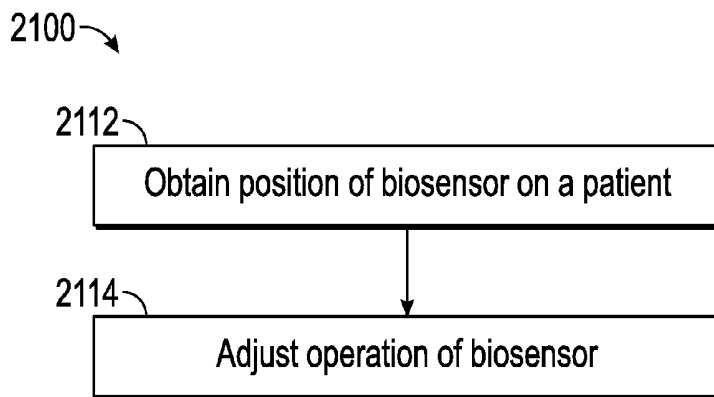 2100
2112
Obtain position of biosensor on a patient
2114
Adjust operation of biosensor